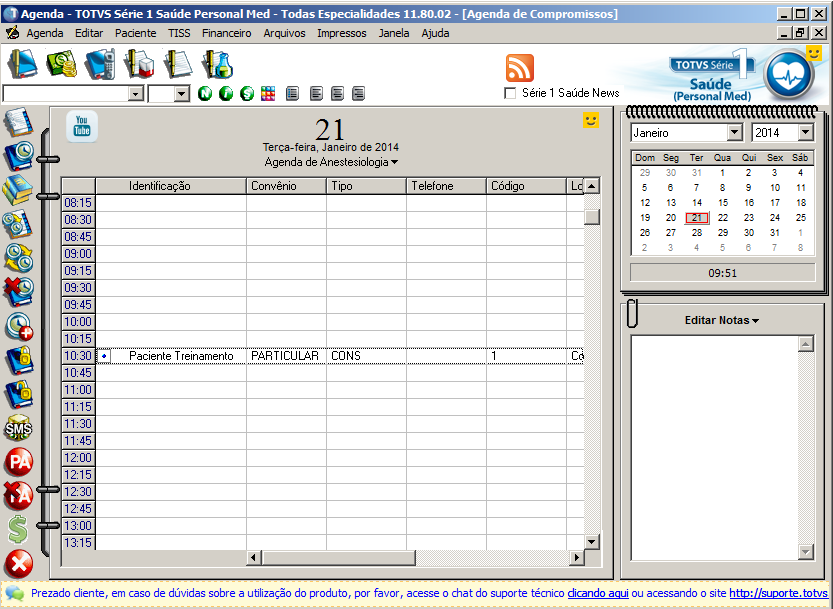 Agenda - TOTVS Série 1 Saúde Personal Med - Todas Especialidades 11.80.02 - [Agenda de Compromissos]
Agenda Editar Paciente TISS Financeiro Arquivos Impressos Janela Ajuda
TOTVS Série 1
Saúde
(Personal Med)
Série 1 Saúde News
You
Tube
21
Terça-feira, Janeiro de 2014
Agenda de Anestesiologia
Identificação Convênio Tipo Telefone Código Lo
08:15
08:30
08:45
09:00
09:15
09:30
09:45
10:00
10:15
10:30 Paciente Treinamento PARTICULAR CONS 1 Co
10:45
11:00
11:15
11:30
11:45
12:00
12:15
12:30
12:45
13:00
13:15
SMS
PA
Janeiro 2014
Dom Seg Ter Qua Qui Sex Sáb
29 30 31 1 2 3 4
5 6 7 8 9 10 11
12 13 14 15 16 17 18
19 20 21 22 23 24 25
26 27 28 29 30 31 1
2 3 4 5 6 7 8
09:51
Editar Notas
Prezado cliente, em caso de dúvidas sobre a utilização do produto, por favor, acesse o chat do suporte técnico clicando aqui ou acessando o site http://suporte.totvs